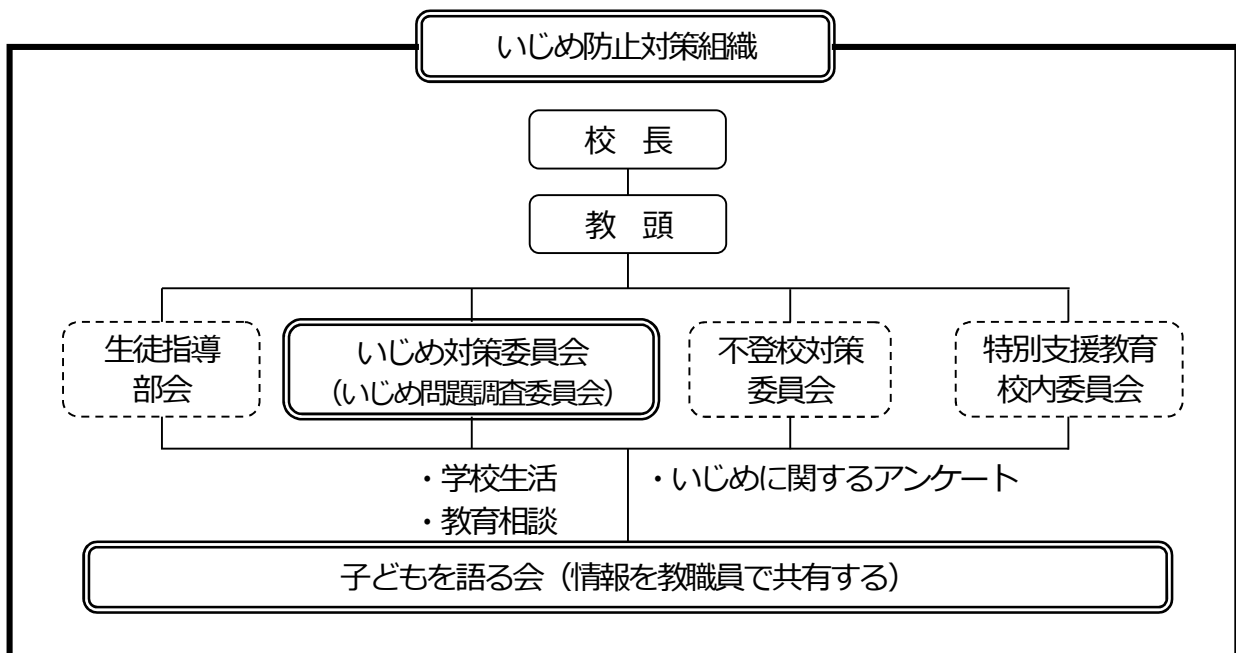 いじめ防止対策組織
校　長
教　頭
生徒指導
部会
いじめ対策委員会
（いじめ問題調査委員会）
不登校対策
委員会
特別支援教育
校内委員会
・学校生活
・教育相談
・いじめに関するアンケート
子どもを語る会（情報を教職員で共有する）